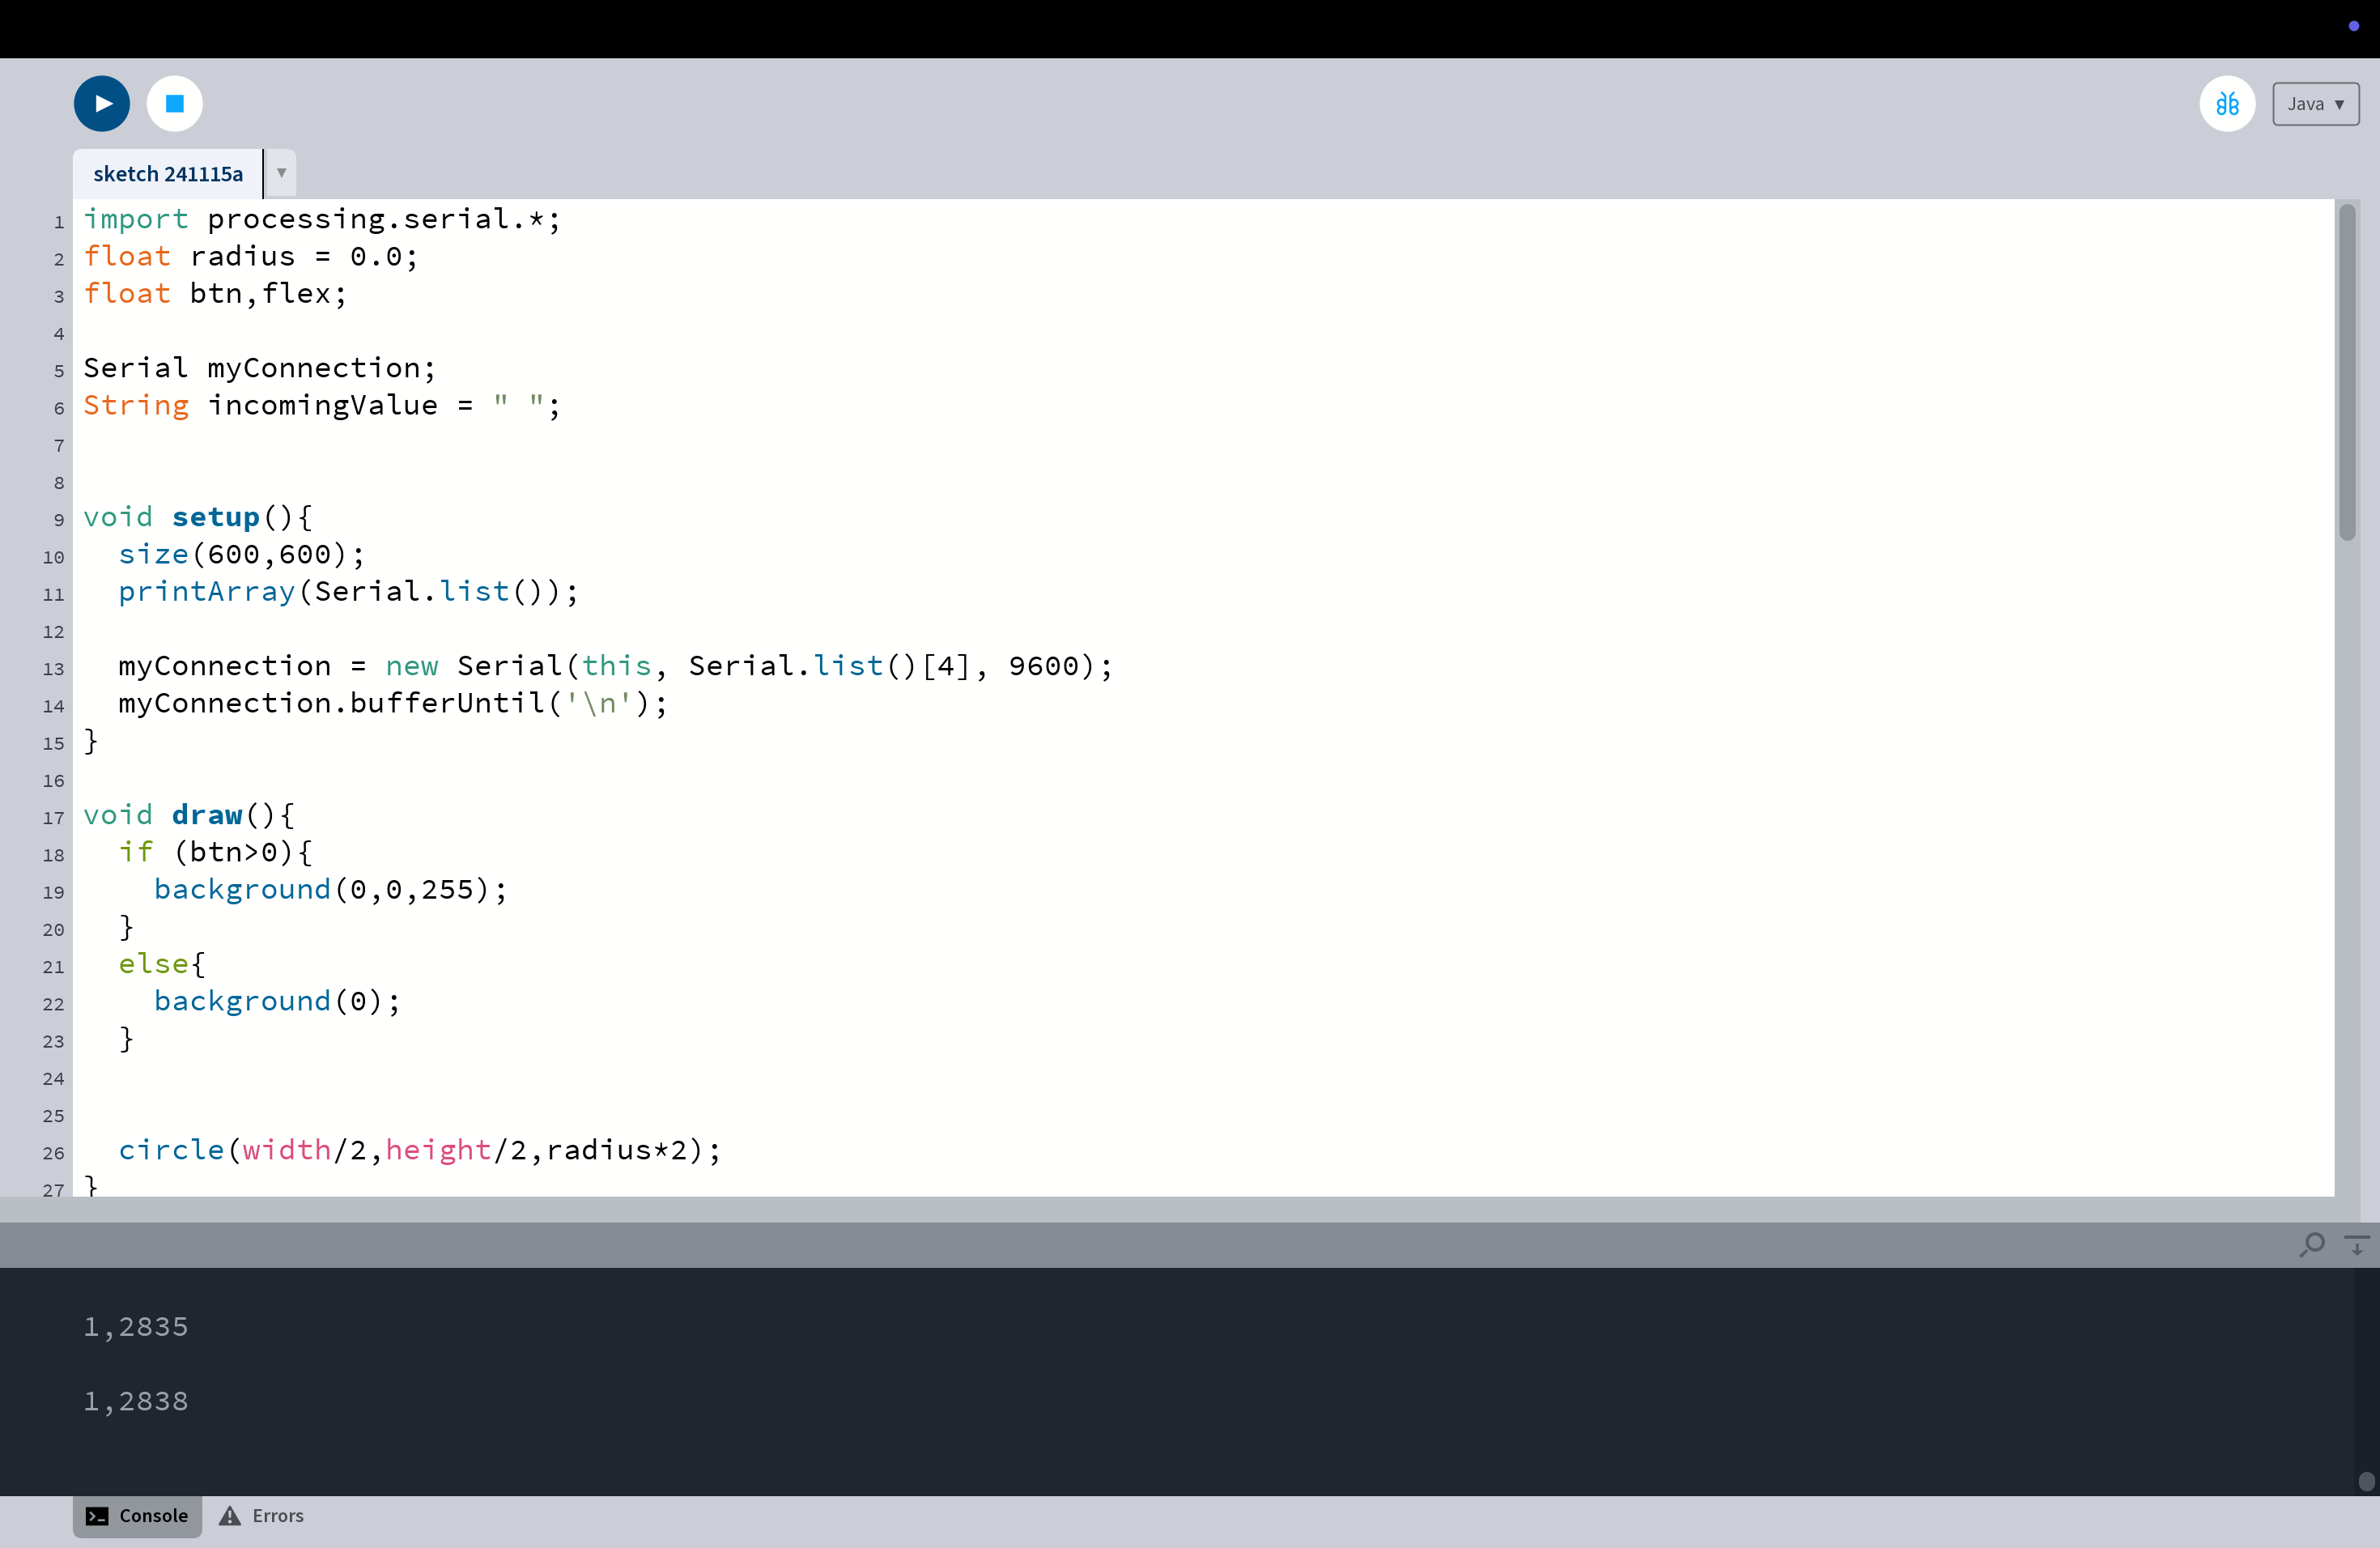 Java ▼
sketch 241115a ▼
1 import processing.serial.*;
2 float radius = 0.0;
3 float btn,flex;
4
5 Serial myConnection;
6 String incomingValue = " ";
7
8
9 void setup(){
10   size(600,600);
11   printArray(Serial.list());
12
13   myConnection = new Serial(this, Serial.list()[4], 9600);
14   myConnection.bufferUntil('\n');
15 }
16
17 void draw(){
18   if (btn>0){
19     background(0,0,255);
20   }
21   else{
22     background(0);
23   }
24
25
26   circle(width/2,height/2,radius*2);
27 }
1,2835
1,2838
Console Errors